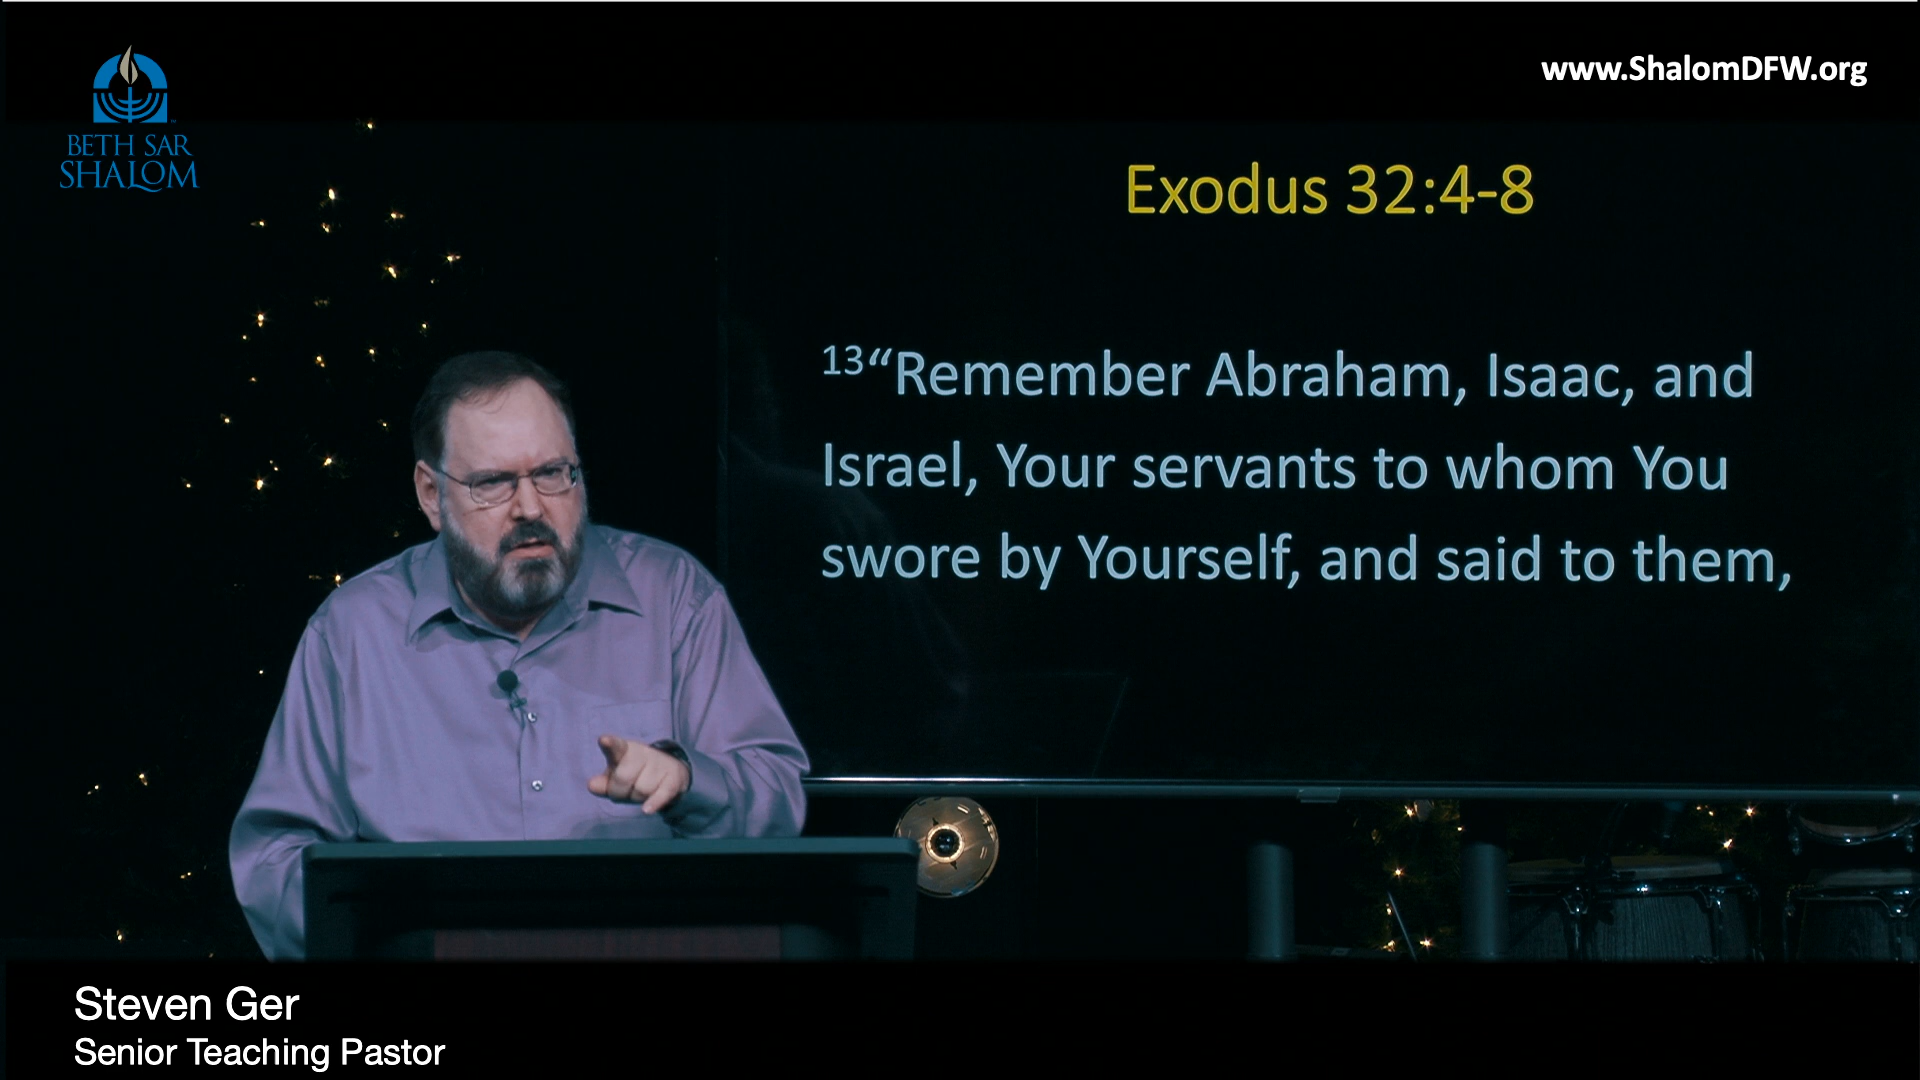 BETH SAR
SHALOM
www.ShalomDFW.org
Exodus 32:4-8
13“Remember Abraham, Isaac, and
Israel, Your servants to whom You
swore by Yourself, and said to them,
Steven Ger
Senior Teaching Pastor